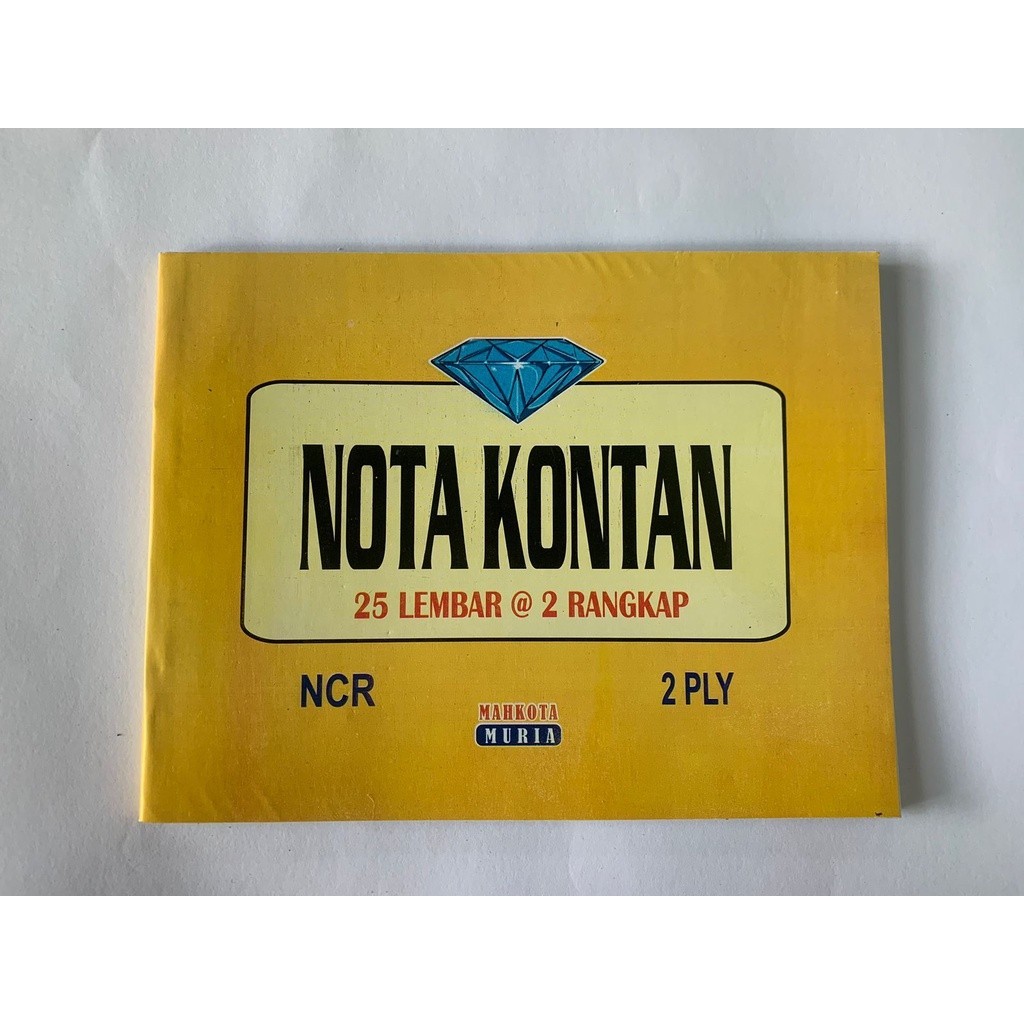 NOTA KONTAN
25 LEMBAR @ 2 RANGKAP
NCR
2 PLY
MAHKOTA
MURIA